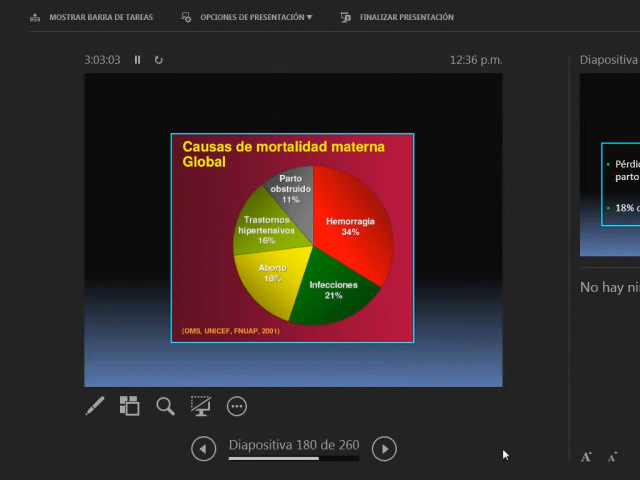 MOSTRAR BARRA DE TAREAS
OPCIONES DE PRESENTACIÓN ▼
FINALIZAR PRESENTACIÓN
3:03:03
12:36 p.m.
Diapositiva
Causas de mortalidad materna
Global
Parto
obstruido
11%
Hemorragia
34%
Trastornos
hipertensivos
16%
Aborto
18%
Infecciones
21%
(OMS, UNICEF, FNUAP, 2001)
parto
18%
No hay
Diapositiva 180 de 260
A A